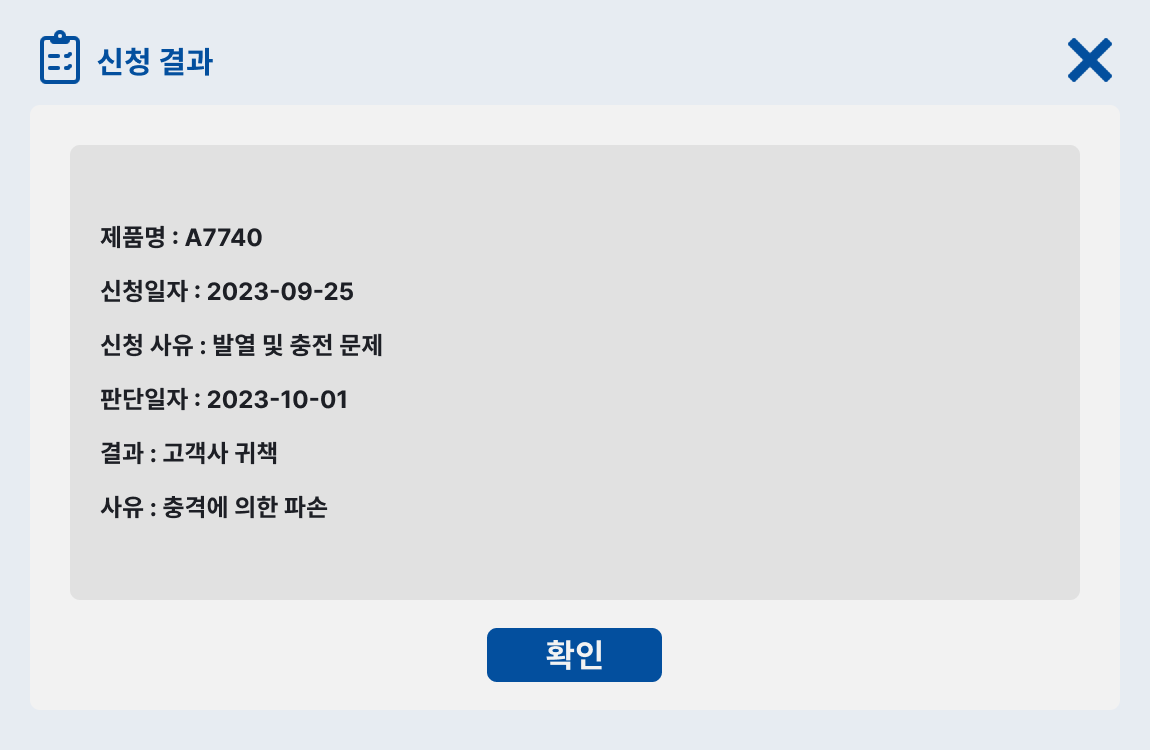 신청 결과
제품명 : A7740
신청일자 : 2023-09-25
신청 사유 : 발열 및 충전 문제
판단일자 : 2023-10-01
결과 : 고객사 귀책
사유 : 충격에 의한 파손
확인